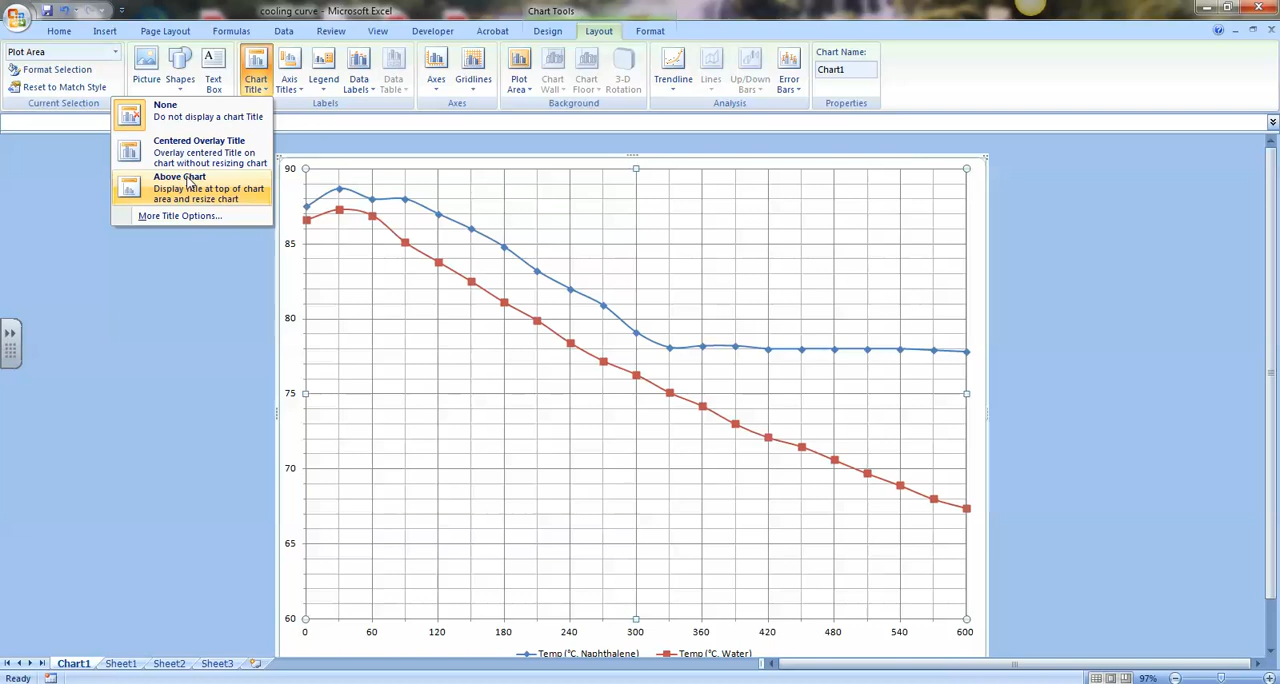 cooling curve - Microsoft Excel
Chart Tools
Home Insert Page Layout Formulas Data Review View Developer Acrobat Design Layout Format
Plot Area
Format Selection
Reset to Match Style
Current Selection
Picture
Shapes
Text Box
Chart Title
Axis Titles
Legend
Data Labels
Data Table
Labels
Axes
Gridlines
Axes
Plot Area
Chart Wall
Chart Floor
3-D Rotation
Background
Trendline
Lines
Up/Down Bars
Error Bars
Analysis
Chart Name:
Chart1
Properties
None
Do not display a chart Title
Centered Overlay Title
Overlay centered Title on
chart without resizing chart
Above Chart
Display Title at top of chart
area and resize chart
More Title Options...
90
85
80
75
70
65
60
0 60 120 180 240 300 360 420 480 540 600
Temp (°C, Naphthalene) Temp (°C, Water)
Chart1 Sheet1 Sheet2 Sheet3
Ready
97%